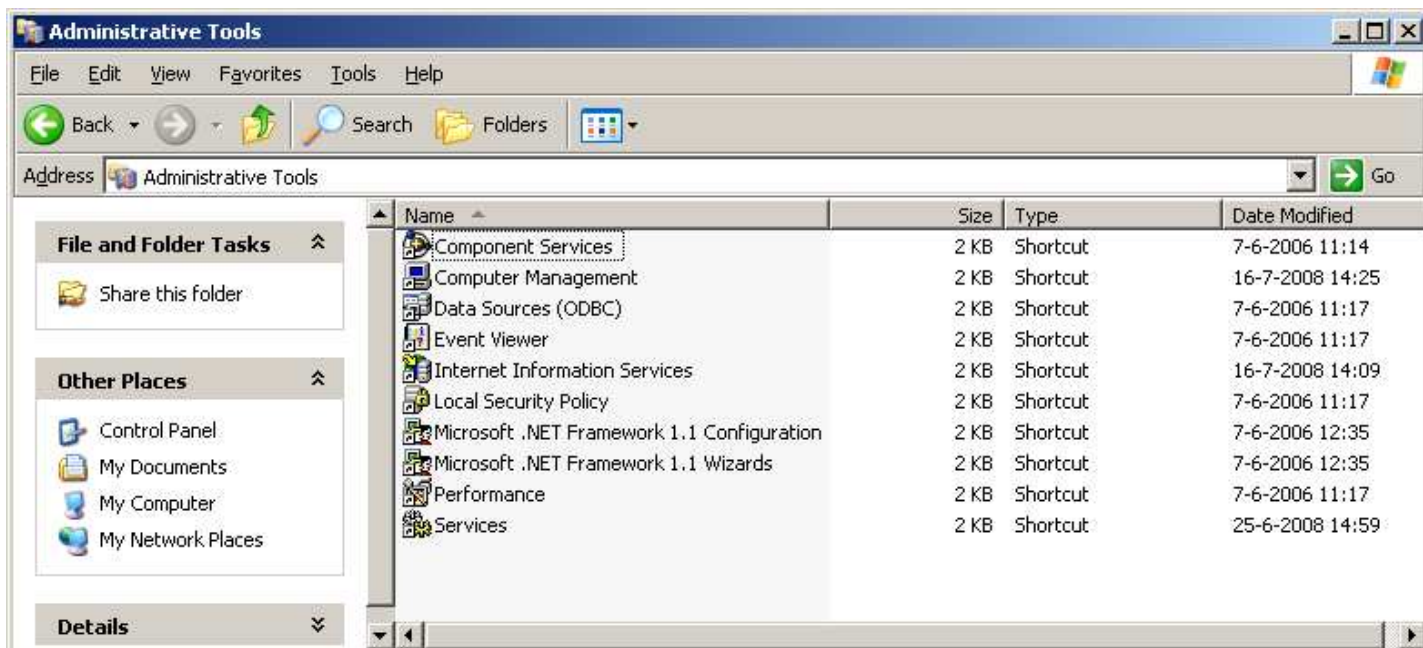 Administrative Tools
File Edit View Favorites Tools Help
Back Search Folders
Address Administrative Tools Go
File and Folder Tasks
Share this folder
Other Places
Control Panel
My Documents
My Computer
My Network Places
Details
Name Size Type Date Modified
Component Services 2 KB Shortcut 7-6-2006 11:14
Computer Management 2 KB Shortcut 16-7-2008 14:25
Data Sources (ODBC) 2 KB Shortcut 7-6-2006 11:17
Event Viewer 2 KB Shortcut 7-6-2006 11:17
Internet Information Services 2 KB Shortcut 16-7-2008 14:09
Local Security Policy 2 KB Shortcut 7-6-2006 11:17
Microsoft .NET Framework 1.1 Configuration 2 KB Shortcut 7-6-2006 12:35
Microsoft .NET Framework 1.1 Wizards 2 KB Shortcut 7-6-2006 12:35
Performance 2 KB Shortcut 7-6-2006 11:17
Services 2 KB Shortcut 25-6-2008 14:59